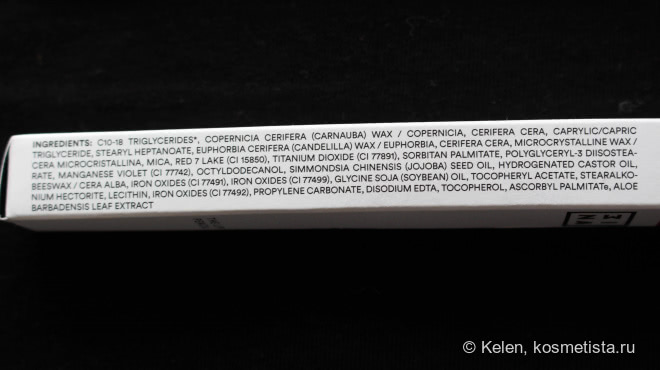 INGREDIENTS: C10-18 TRIGLYCERIDES*, COPERNICIA CERIFERA (CARNAUBA) WAX / COPERNICIA, CERIFERA CERA, CAPRYLIC/CAPRIC
TRIGLYCERIDE, STEARYL HEPTANOATE, EUPHORBIA CERIFERA (CANDELILLA) WAX / EUPHORBIA, CERIFERA CERA, MICROCRYSTALLINE WAX /
CERA MICROCRISTALLINA, MICA, RED 7 LAKE (CI 15850), TITANIUM DIOXIDE (CI 77891), SORBITAN PALMITATE, POLYGLYCERYL-3 DIISOSTEA-
RATE, MANGANESE VIOLET (CI 77742), OCTYLDODECANOL, SIMMONDSIA CHINENSIS (JOJOBA) SEED OIL, HYDROGENATED CASTOR OIL,
BEESWAX / CERA ALBA, IRON OXIDES (CI 77491), IRON OXIDES (CI 77499), GLYCINE SOJA (SOYBEAN) OIL, TOCOPHERYL ACETATE, STEARALKO-
NIUM HECTORITE, LECITHIN, IRON OXIDES (CI 77492), PROPYLENE CARBONATE, DISODIUM EDTA, TOCOPHEROL, ASCORBYL PALMITATe, ALOE
BARBADENSIS LEAF EXTRACT
© Kelen, kosmetista.ru